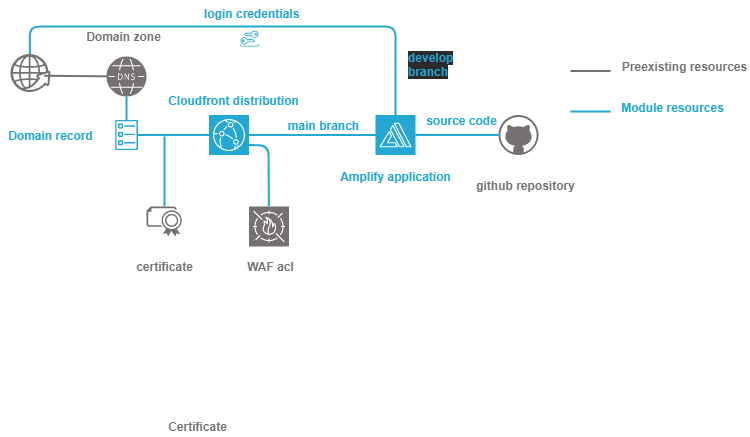 login credentials
Domain zone
develop
branch
Preexisting resources
DNS
Cloudfront distribution
Module resources
source code
main branch
Domain record
Amplify application
github repository
certificate
WAF acl
Certificate